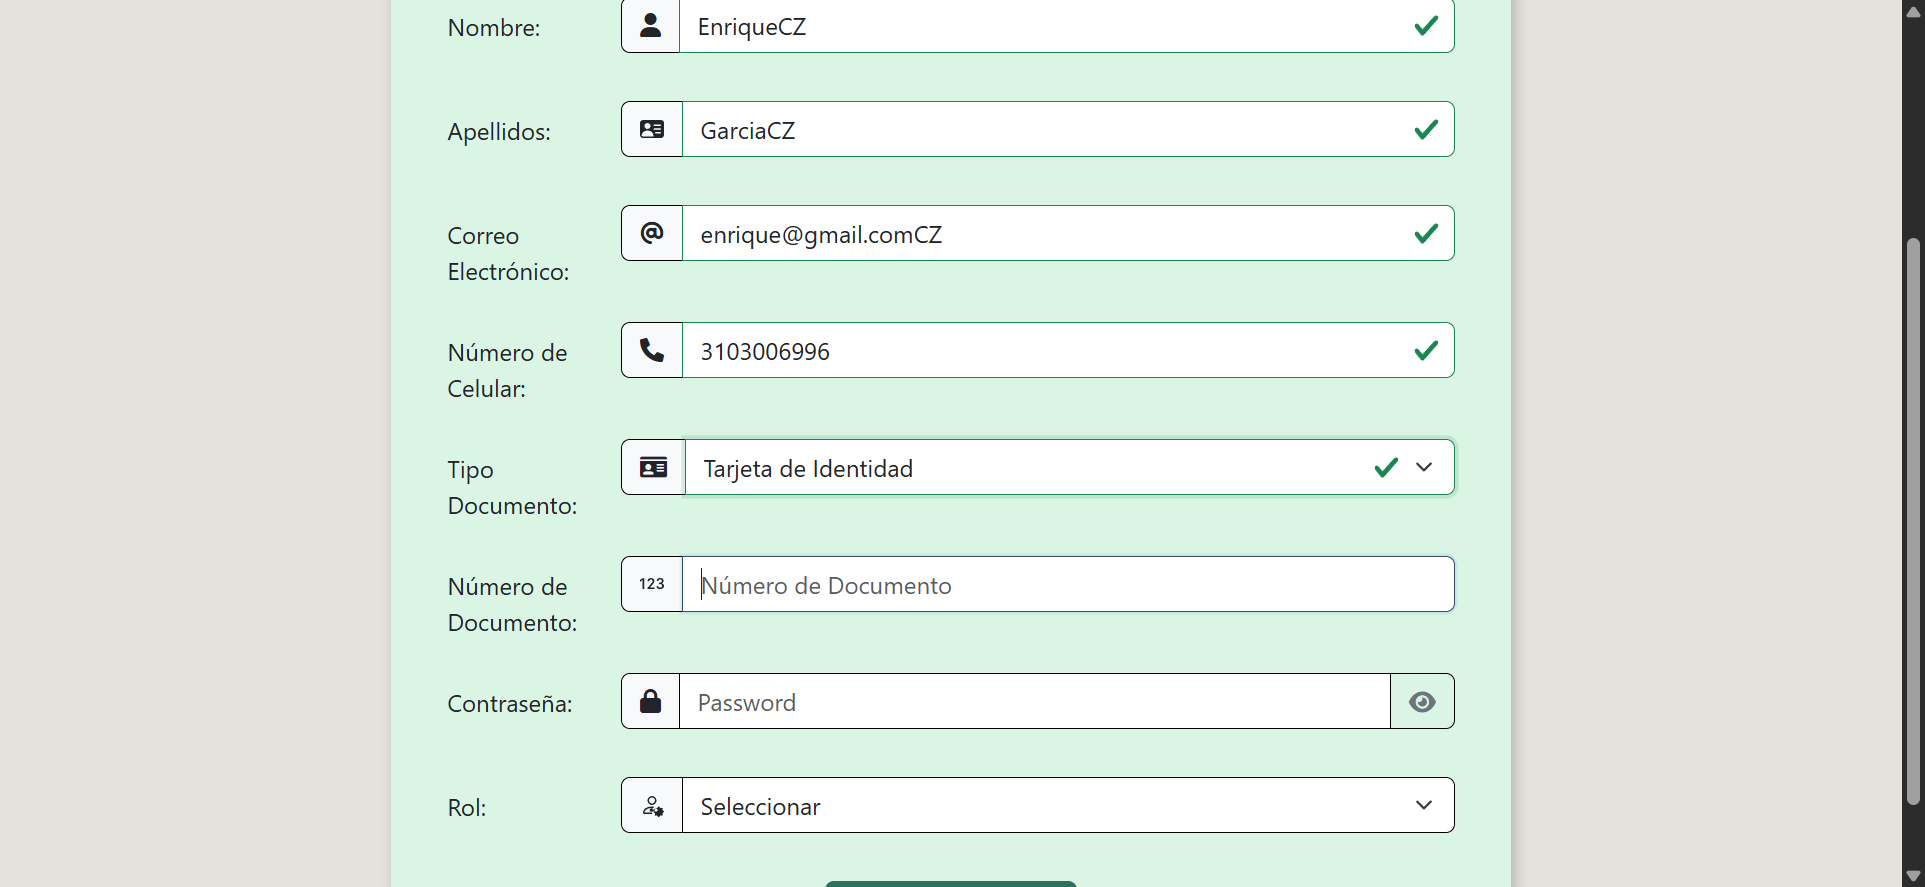 Nombre:
EnriqueCZ
Apellidos:
GarciaCZ
Correo
Electrónico:
enrique@gmail.comCZ
Número de
Celular:
3103006996
Tipo
Documento:
Tarjeta de Identidad
Número de
Documento:
123
Número de Documento
Contraseña:
Password
Rol:
Seleccionar